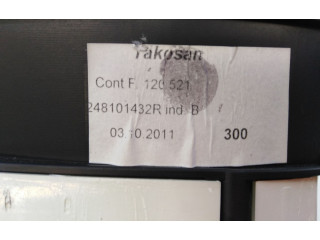 Takosan
Cont F. 120 521
248101432R ind B
03.10.2011 300